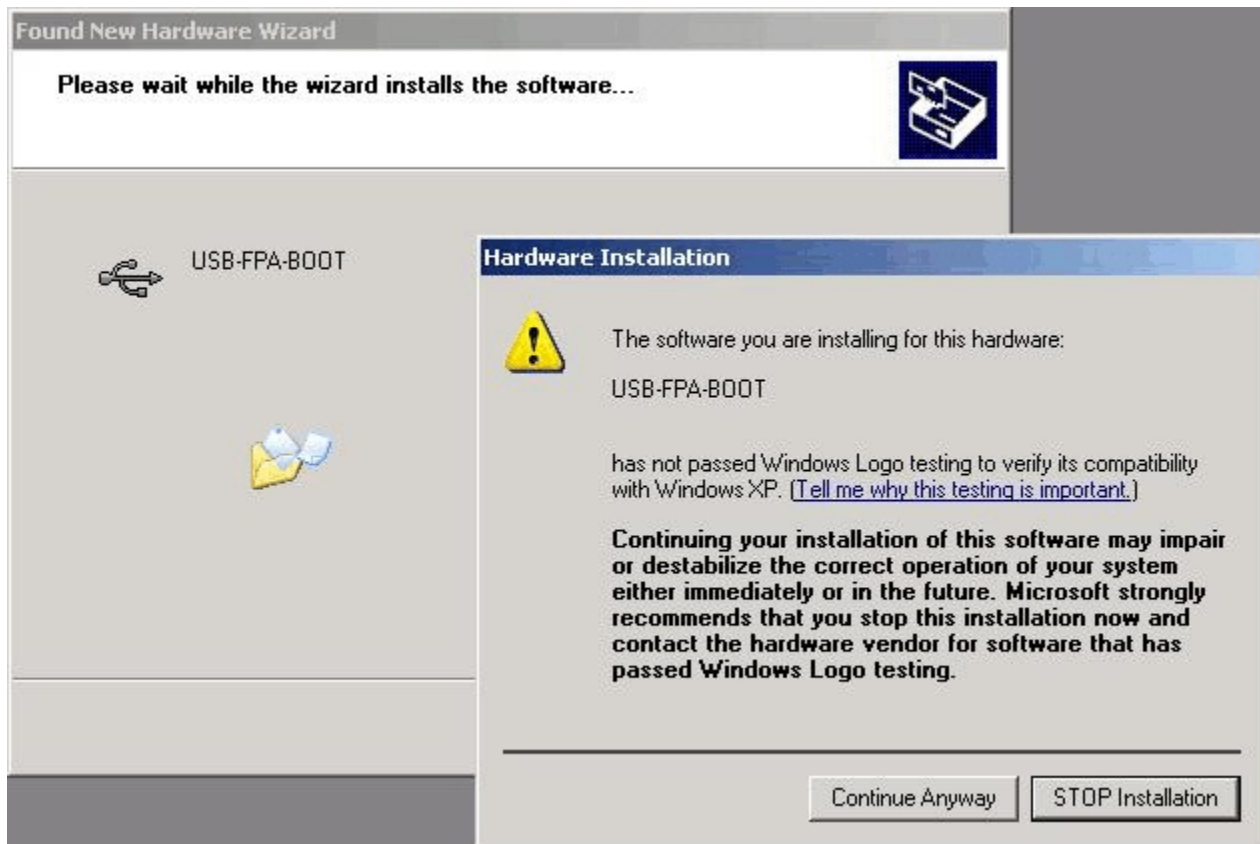 Found New Hardware Wizard
Please wait while the wizard installs the software...
USB-FPA-BOOT
Hardware Installation
The software you are installing for this hardware:
USB-FPA-BOOT
has not passed Windows Logo testing to verify its compatibility
with Windows XP. (Tell me why this testing is important.)
Continuing your installation of this software may impair
or destabilize the correct operation of your system
either immediately or in the future. Microsoft strongly
recommends that you stop this installation now and
contact the hardware vendor for software that has
passed Windows Logo testing.
Continue Anyway
STOP Installation